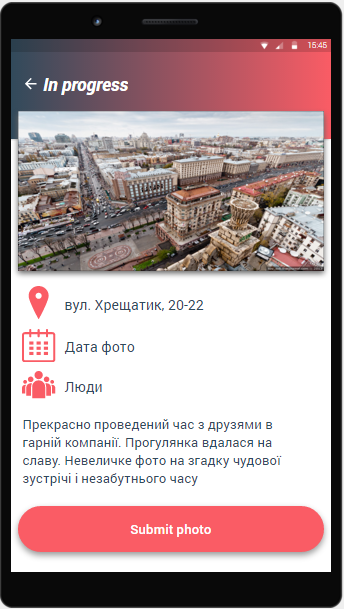 15:45
In progress
вул. Хрещатик, 20-22
Дата фото
Люди
Прекрасно проведений час з друзями в
гарній компанії. Прогулянка вдалася на
славу. Невеличке фото на згадку чудової
зустрічі і незабутнього часу
Submit photo